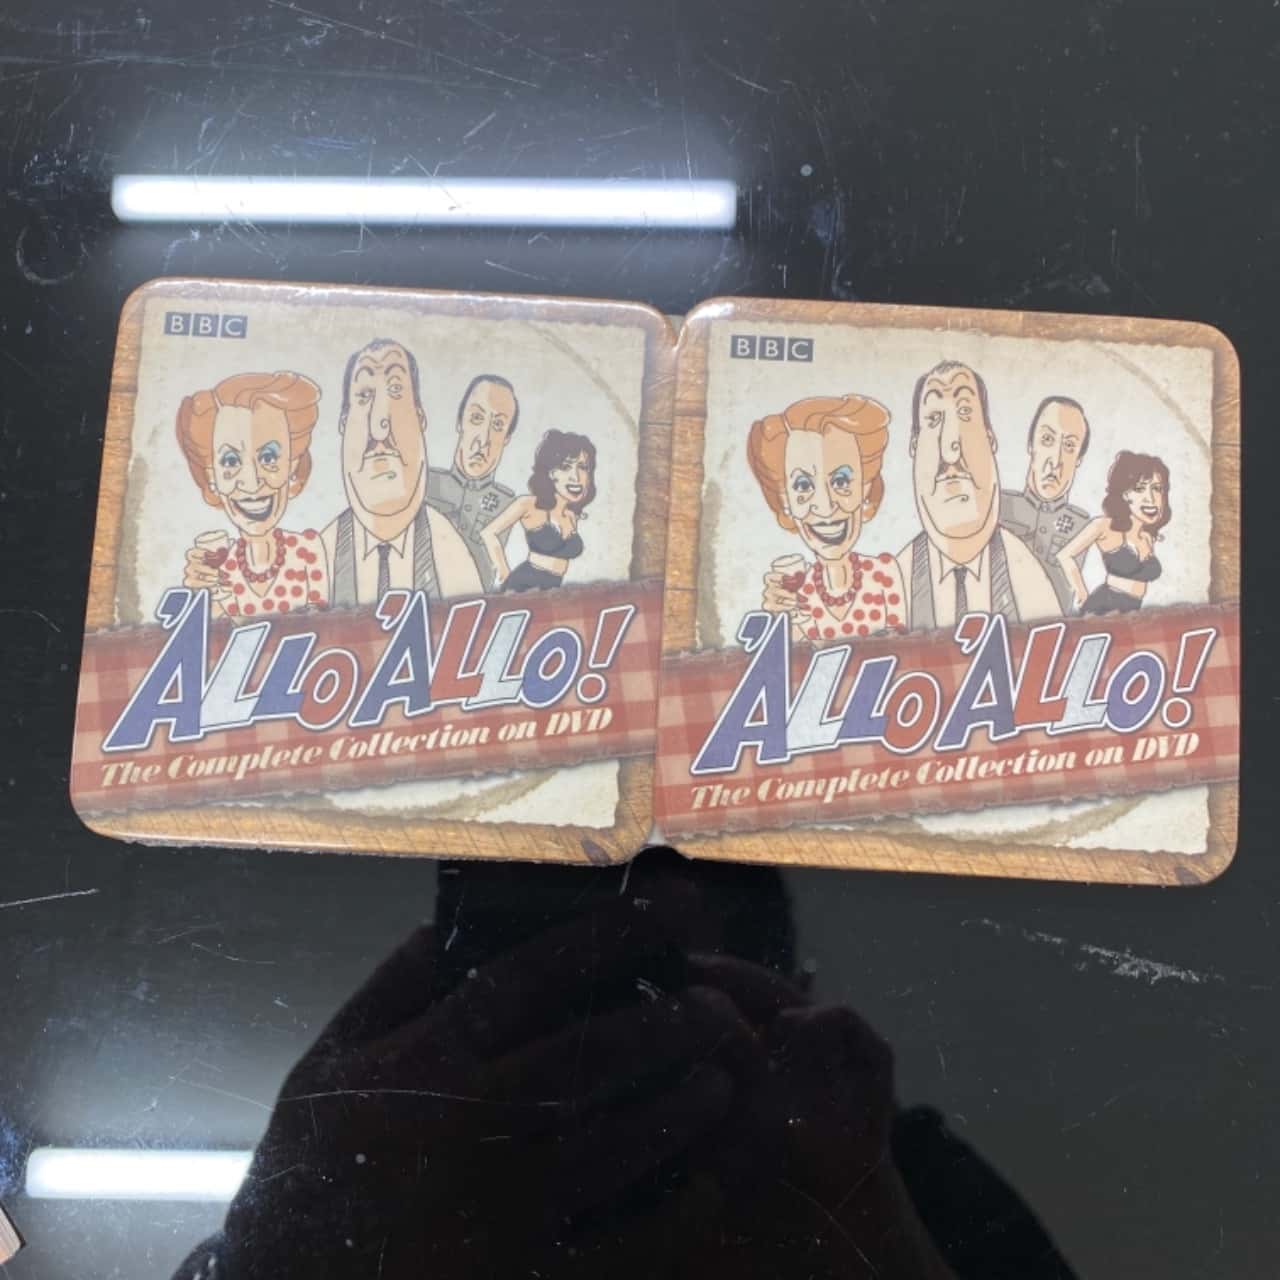 BBC
'ALLO 'ALLO!
The Complete Collection on DVD
BBC
'ALLO 'ALLO!
The Complete Collection on DVD